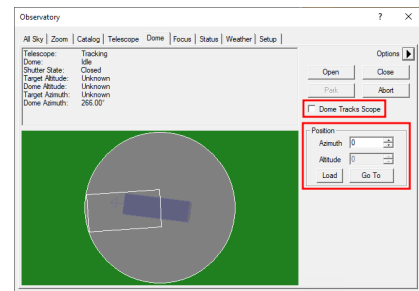 Observatory ? X
All Sky Zoom Catalog Telescope Dome Focus Status Weather Setup
Telescope: Tracking
Dome: Idle
Shutter State: Closed
Target Altitude: Unknown
Dome Altitude: Unknown
Target Azimuth: Unknown
Dome Azimuth: 266.00°
Options
Open Close
Park Abort
Dome Tracks Scope
Position
Azimuth 0
Altitude 0
Load Go To